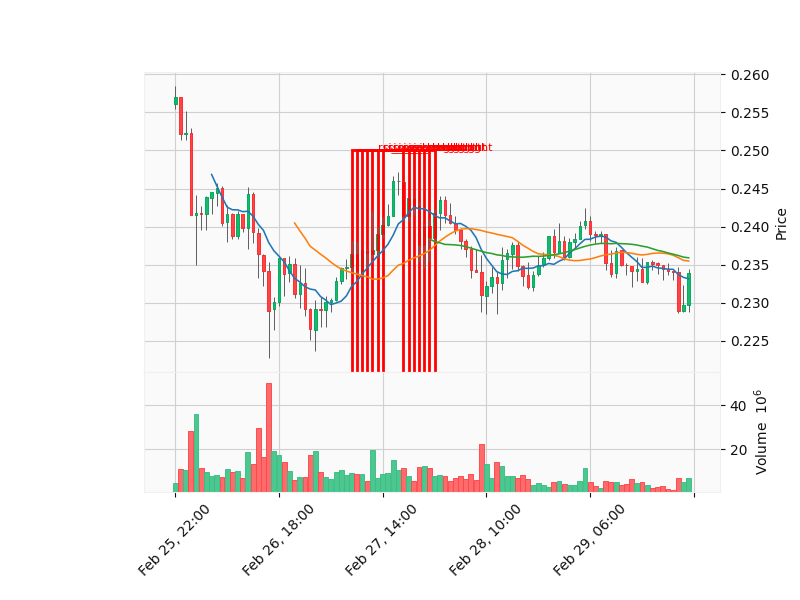 0.260
0.255
0.250
0.245
0.240
0.235
0.230
0.225
Price
40
20
Volume 10⁶
Feb 25, 22:00
Feb 26, 18:00
Feb 27, 14:00
Feb 28, 10:00
Feb 29, 06:00